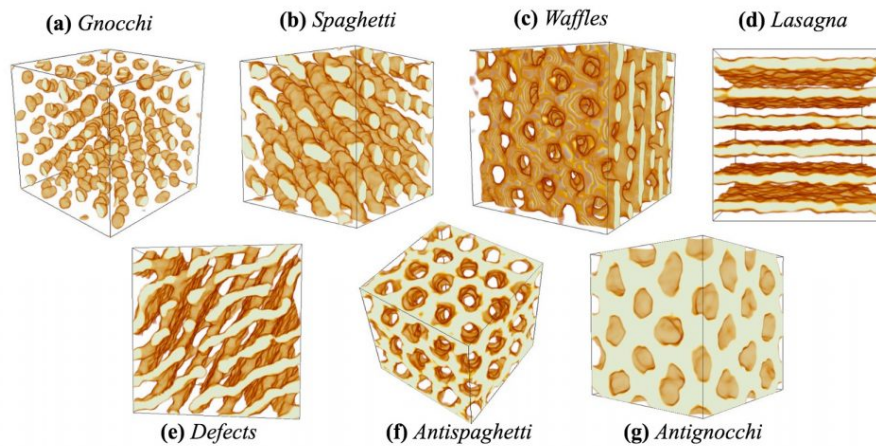 (a) Gnocchi
(b) Spaghetti
(c) Waffles
(d) Lasagna
(e) Defects
(f) Antispaghetti
(g) Antignocchi